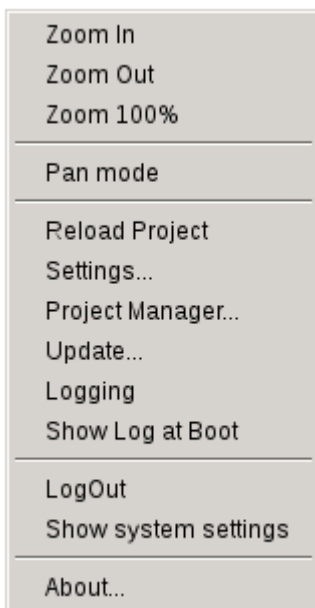 Zoom In
Zoom Out
Zoom 100%
Pan mode
Reload Project
Settings...
Project Manager...
Update...
Logging
Show Log at Boot
LogOut
Show system settings
About...